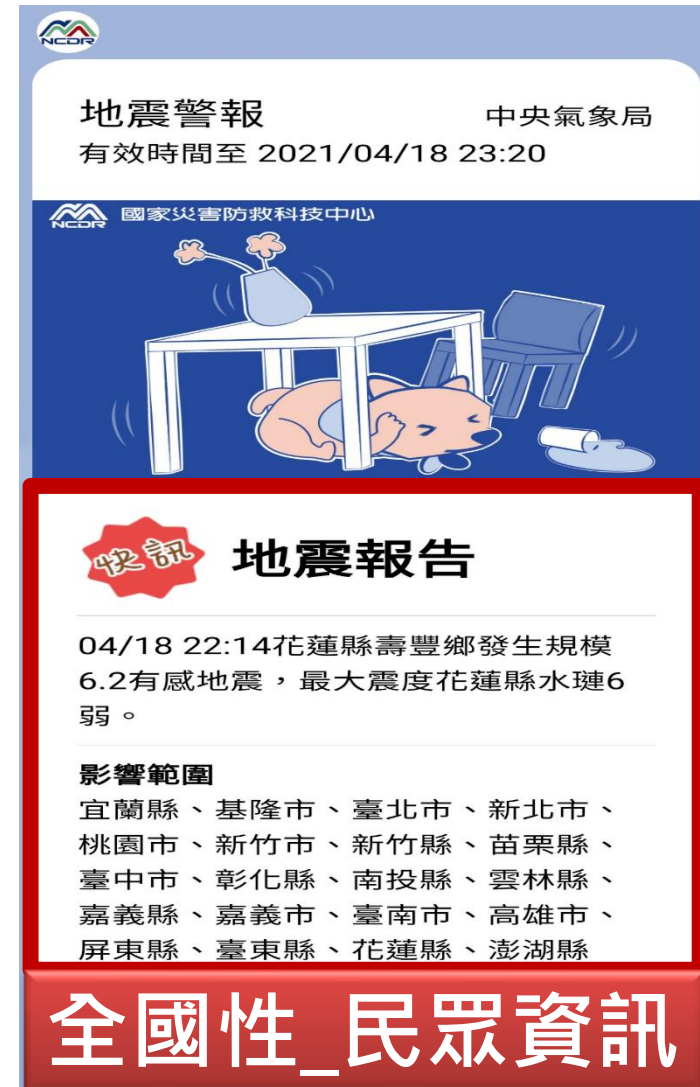 NCDR
地震警報 中央氣象局
有效時間至 2021/04/18 23:20
NCDR 國家災害防救科技中心
快訊 地震報告
04/18 22:14花蓮縣壽豐鄉發生規模
6.2有感地震，最大震度花蓮縣水璉6
弱。
影響範圍
宜蘭縣、基隆市、臺北市、新北市、
桃園市、新竹市、新竹縣、苗栗縣、
臺中市、彰化縣、南投縣、雲林縣、
嘉義縣、嘉義市、臺南市、高雄市、
屏東縣、臺東縣、花蓮縣、澎湖縣
全國性_民眾資訊